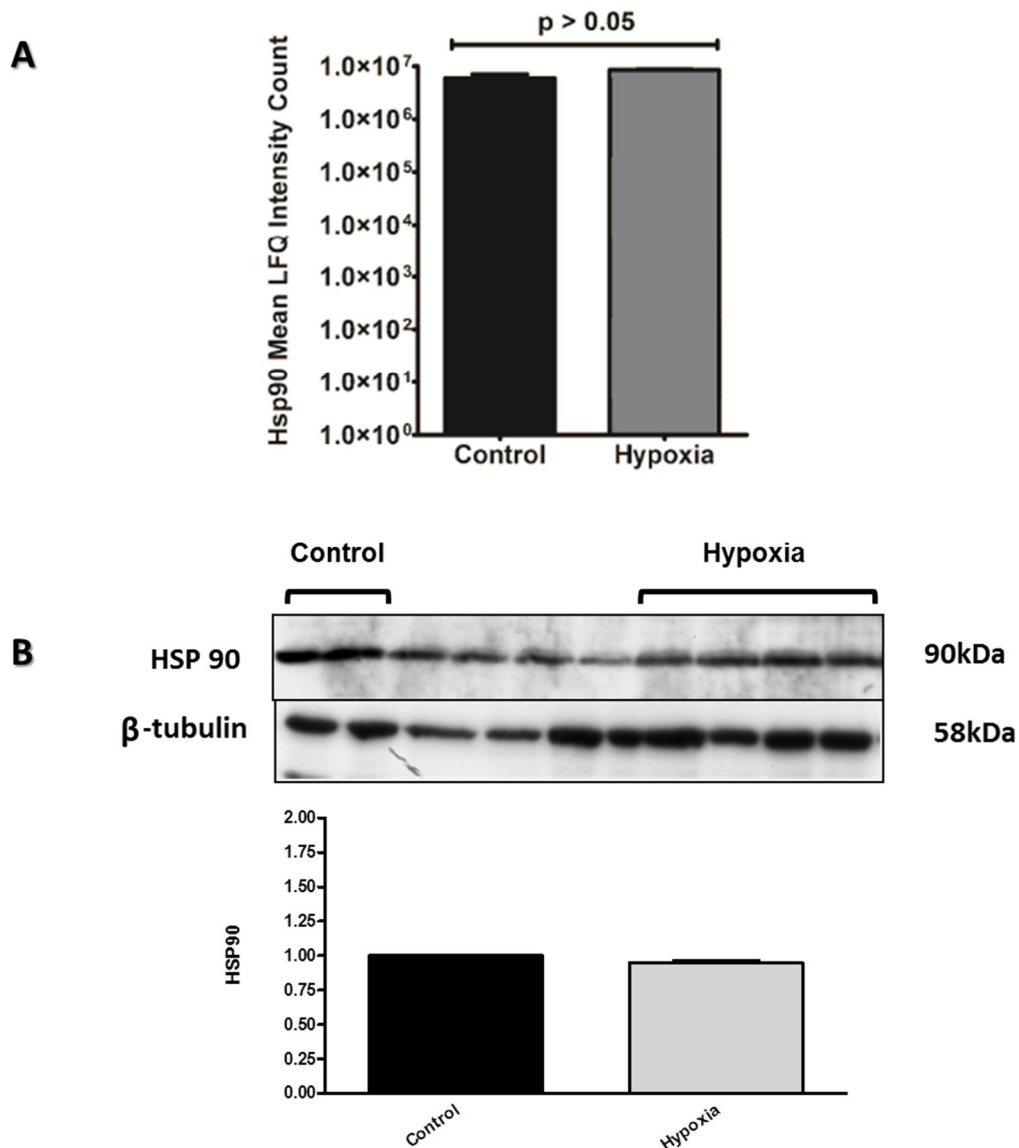 A
p > 0.05
Hsp90 Mean LFQ Intensity Count
1.0×10⁷
1.0×10⁶
1.0×10⁵
1.0×10⁴
1.0×10³
1.0×10²
1.0×10¹
1.0×10⁰
Control Hypoxia
Control Hypoxia
B
HSP 90 90kDa
β-tubulin 58kDa
HSP90
2.00
1.75
1.50
1.25
1.00
0.75
0.50
0.25
0.00
Control Hypoxia